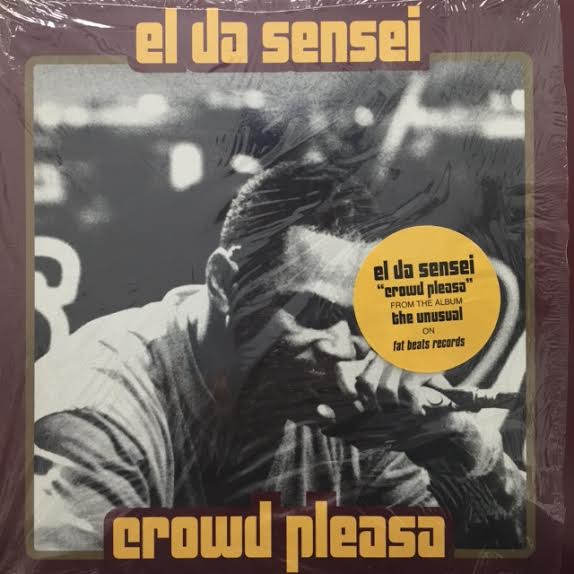 el da sensei
el da sensei
"crowd pleasa"
FROM THE ALBUM
the unusual
ON
fat beats records
crowd pleasa